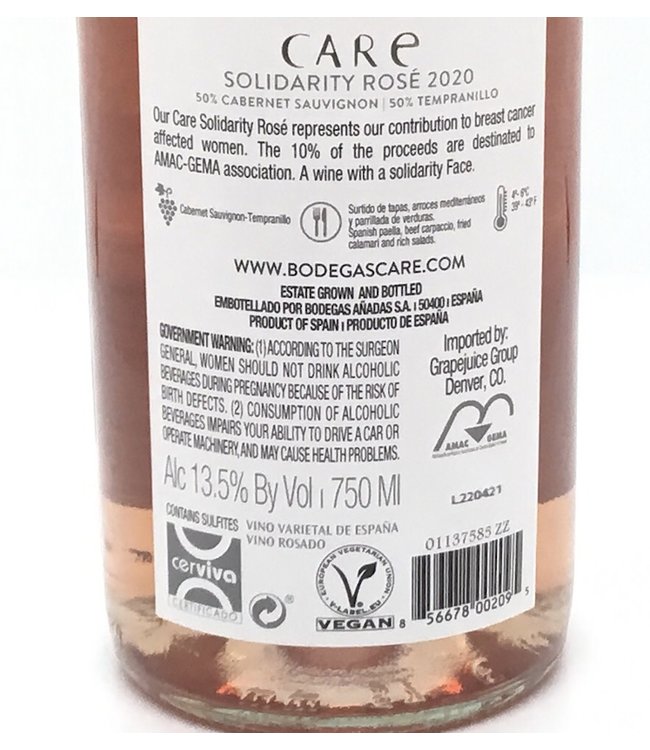 CARe
SOLIDARITY ROSÉ 2020
50% CABERNET SAUVIGNON | 50% TEMPRANILLO
Our Care Solidarity Rosé represents our contribution to breast cancer
affected women. The 10% of the proceeds are destinated to
AMAC-GEMA association. A wine with a solidarity Face.
Cabernet Sauvignon-Tempranillo
Surtido de tapas, arroces mediterráneos
y parrillada de verduras.
Spanish paella, beef carpaccio, fried
calamari and rich salads.
4º- 6ºC
39º - 43º F
WWW.BODEGASCARE.COM
ESTATE GROWN AND BOTTLED
EMBOTELLADO POR BODEGAS AÑADAS S.A. | 50400 | ESPAÑA
PRODUCT OF SPAIN | PRODUCTO DE ESPAÑA
GOVERNMENT WARNING: (1) ACCORDING TO THE SURGEON
GENERAL, WOMEN SHOULD NOT DRINK ALCOHOLIC
BEVERAGES DURING PREGNANCY BECAUSE OF THE RISK OF
BIRTH DEFECTS. (2) CONSUMPTION OF ALCOHOLIC
BEVERAGES IMPAIRS YOUR ABILITY TO DRIVE A CAR OR
OPERATE MACHINERY, AND MAY CAUSE HEALTH PROBLEMS.
Imported by:
Grapejuice Group
Denver, CO.
AMAC GEMA
Alc 13.5% By Vol | 750 Ml
L220421
CONTAINS SULFITES
VINO VARIETAL DE ESPAÑA
VINO ROSADO
cerviva
CERTIFICADO
®
EUROPEAN VEGETARIAN UNION
V-LABEL.EU
VEGAN
01137585 ZZ
8 56678 00209 5